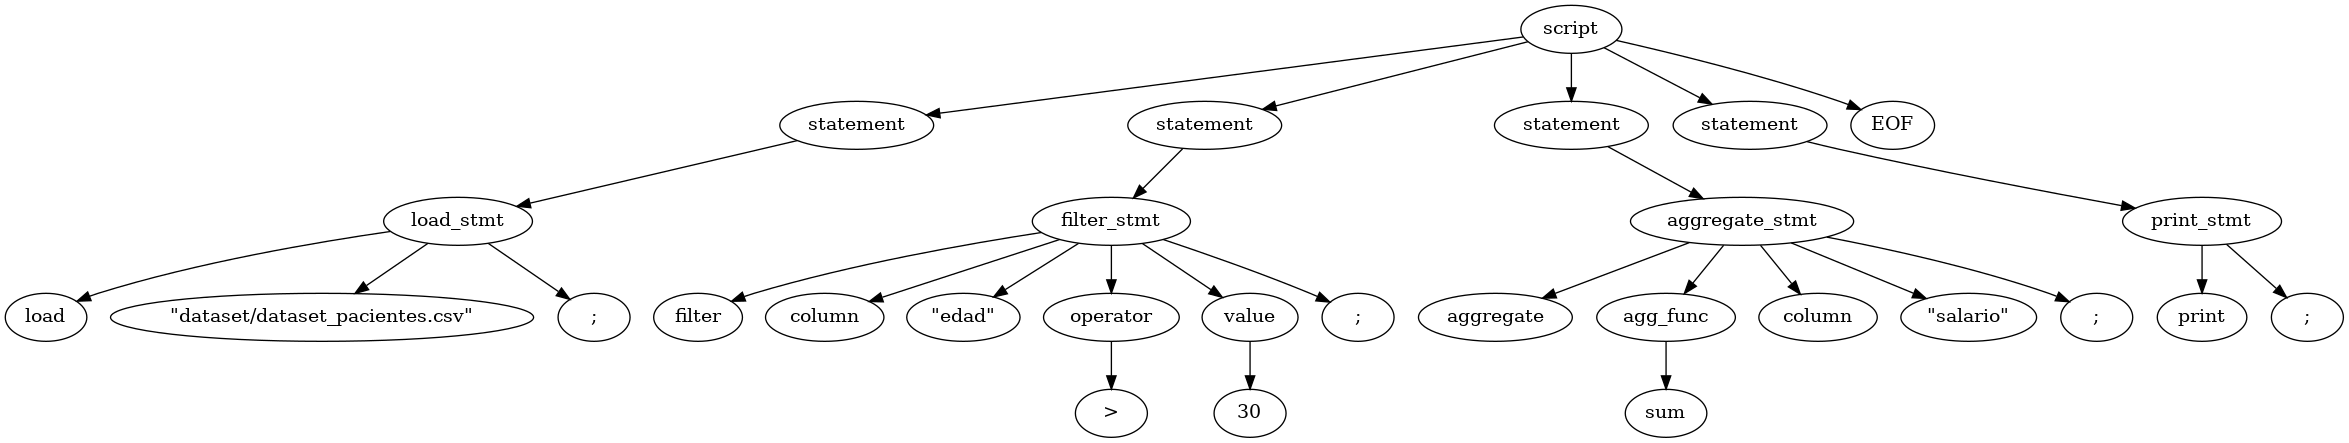 script
statement
statement
statement
statement
EOF
load_stmt
filter_stmt
aggregate_stmt
print_stmt
load
"dataset/dataset_pacientes.csv"
;
filter
column
"edad"
operator
value
;
aggregate
agg_func
column
"salario"
;
print
;
>
30
sum